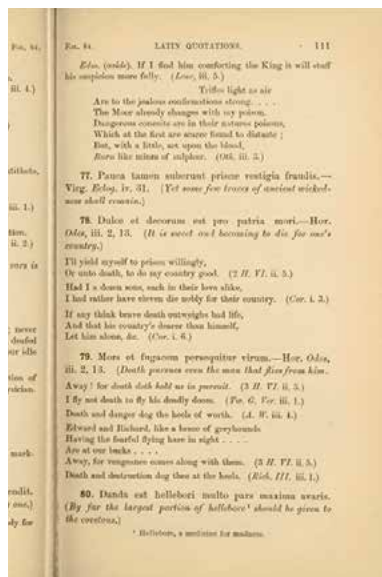 FOL. 84. LATIN QUOTATIONS. 111
Edm. (aside). If I find him comforting the King it will stuff
his suspicion more fully. (Lear, iii. 5.)
Trifles light as air
Are to the jealous confirmations strong. . . .
The Moor already changes with my poison.
Dangerous conceits are in their natures poisons,
Which at the first are scarce found to distaste ;
But, with a little, act upon the blood,
Burn like mines of sulphur. (Oth. iii. 3.)
77. Pauca tamen suberunt priscæ vestigia fraudis.—
Virg. Eclog. iv. 31. (Yet some few traces of ancient wicked-
ness shall remain.)
78. Dulce et decorum est pro patria mori.—Hor.
Odes, iii. 2, 13. (It is sweet and becoming to die for one's
country.)
I'll yield myself to prison willingly,
Or unto death, to do my country good. (2 H. VI. ii. 5.)
Had I a dozen sons, each in their love alike,
I had rather have eleven die nobly for their country. (Cor. i. 3.)
If any think brave death outweighs bad life,
And that his country's dearer than himself,
Let him alone, &c. (Cor. i. 6.)
79. Mors et fugacem persequitur virum.—Hor. Odes,
iii. 2, 13. (Death pursues even the man that flies from him.
Away! for death doth hold us in pursuit. (3 H. VI. ii. 5.)
I fly not death to fly his deadly doom. (Tw. G. Ver. iii. 1.)
Death and danger dog the heels of worth. (A. W. iii. 4.)
Edward and Richard, like a brace of greyhounds
Having the fearful flying hare in sight . . . .
Are at our backs . . . .
Away, for vengeance comes along with them. (3 H. VI. ii. 5.)
Death and destruction dog thee at the heels. (Rich. III. iii. 1.)
80. Danda est hellebori multo pars maxima avaris.
(By far the largest portion of hellebore¹ should be given to
the covetous.)
¹ Hellebore, a medicine for madness.